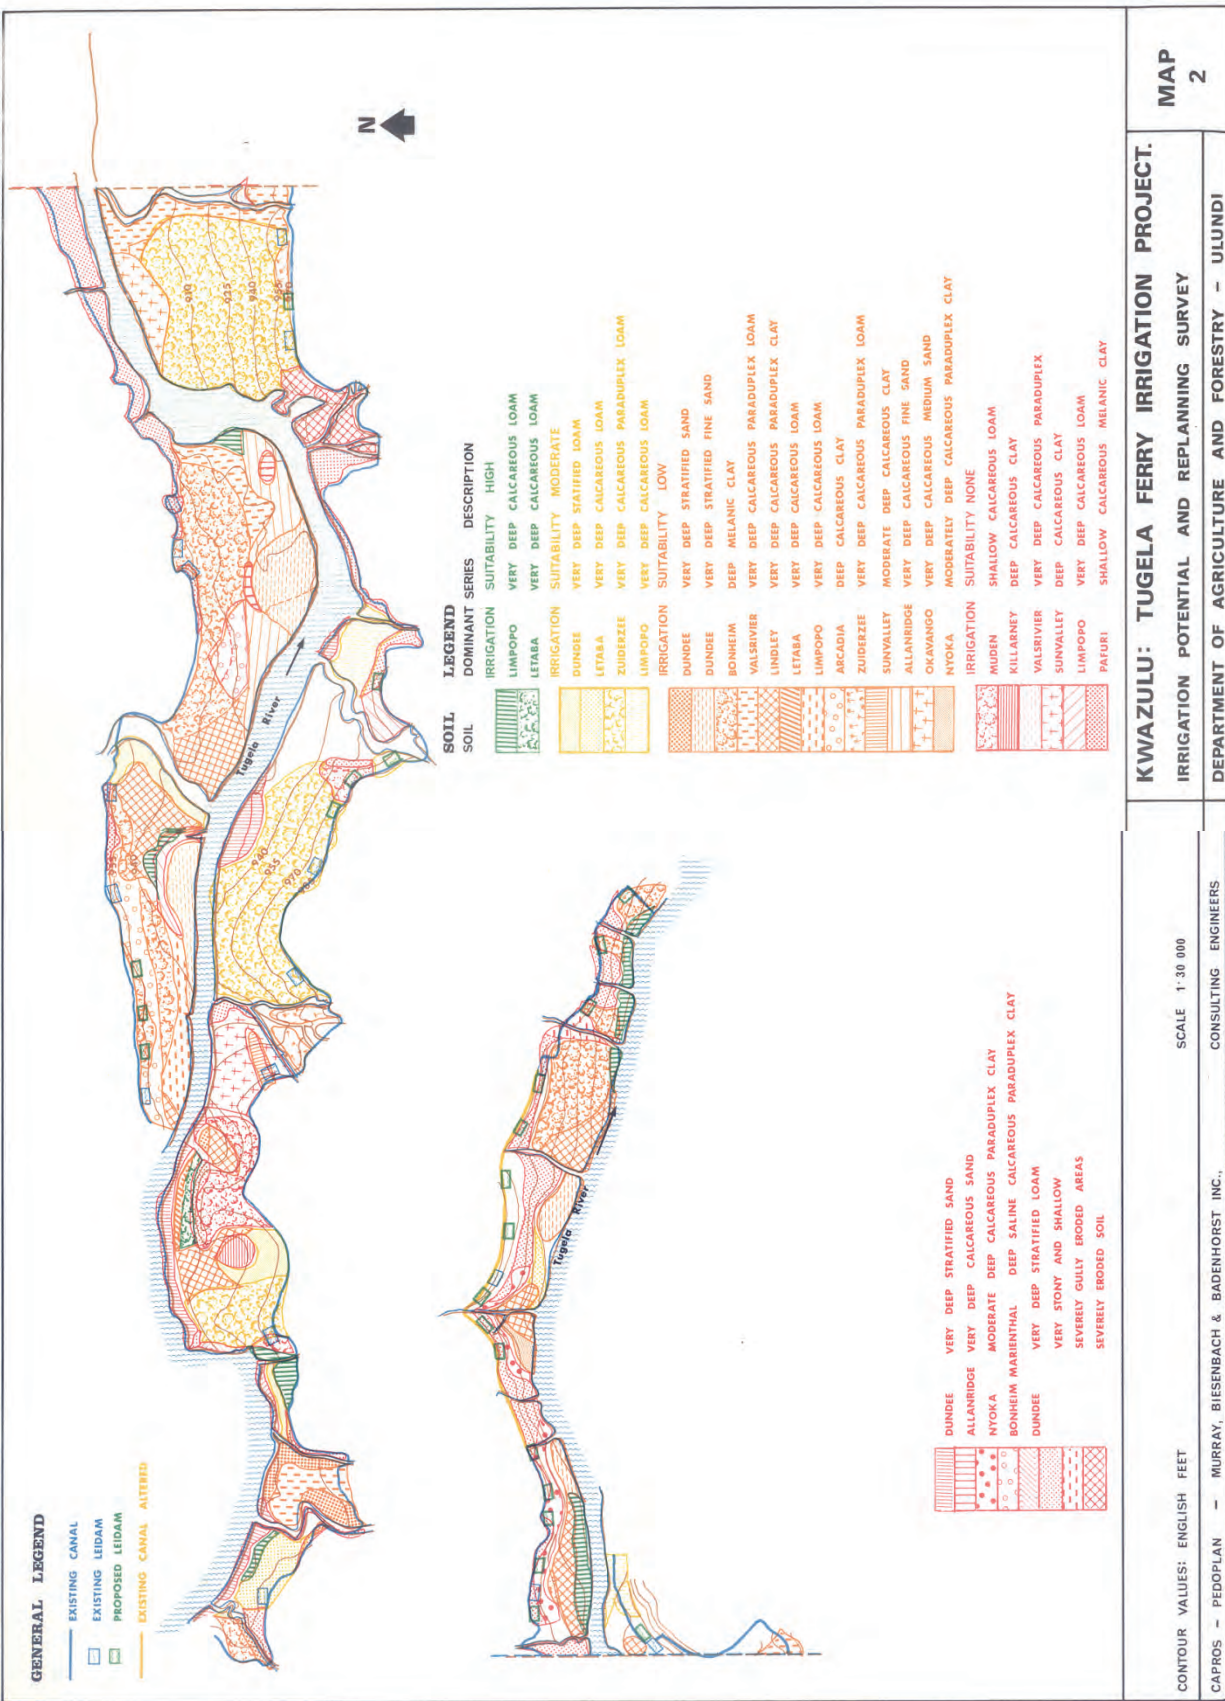 GENERAL LEGEND
EXISTING CANAL
EXISTING LEIDAM
PROPOSED LEIDAM
EXISTING CANAL ALTERED
N
Tugela River
910
925
940
955
940
955
970
955
940
Tugela River
SOIL LEGEND
SOIL DOMINANT SERIES DESCRIPTION
IRRIGATION SUITABILITY HIGH
LIMPOPO VERY DEEP CALCAREOUS LOAM
LETABA VERY DEEP CALCAREOUS LOAM
IRRIGATION SUITABILITY MODERATE
DUNDEE VERY DEEP STRATIFIED LOAM
LETABA VERY DEEP CALCAREOUS LOAM
ZUIDERZEE VERY DEEP CALCAREOUS PARADUPLEX LOAM
LIMPOPO VERY DEEP CALCAREOUS LOAM
IRRIGATION SUITABILITY LOW
DUNDEE VERY DEEP STRATIFIED SAND
DUNDEE VERY DEEP STRATIFIED FINE SAND
BONHEIM DEEP MELANIC CLAY
VALSRIVIER VERY DEEP CALCAREOUS PARADUPLEX LOAM
LINDLEY VERY DEEP CALCAREOUS PARADUPLEX CLAY
LETABA VERY DEEP CALCAREOUS LOAM
LIMPOPO VERY DEEP CALCAREOUS LOAM
ARCADIA DEEP CALCAREOUS CLAY
ZUIDERZEE VERY DEEP CALCAREOUS PARADUPLEX LOAM
SUNVALLEY MODERATE DEEP CALCAREOUS CLAY
ALLANRIDGE VERY DEEP CALCAREOUS FINE SAND
OKAVANGO VERY DEEP CALCAREOUS MEDIUM SAND
NYOKA MODERATELY DEEP CALCAREOUS PARADUPLEX CLAY
IRRIGATION SUITABILITY NONE
MUDEN SHALLOW CALCAREOUS LOAM
KILLARNEY DEEP CALCAREOUS CLAY
VALSRIVIER VERY DEEP CALCAREOUS PARADUPLEX
SUNVALLEY DEEP CALCAREOUS CLAY
LIMPOPO VERY DEEP CALCAREOUS LOAM
PAFURI SHALLOW CALCAREOUS MELANIC CLAY
DUNDEE VERY DEEP STRATIFIED SAND
ALLANRIDGE VERY DEEP CALCAREOUS SAND
NYOKA MODERATE DEEP CALCAREOUS PARADUPLEX CLAY
BONHEIM MARIENTHAL DEEP SALINE CALCAREOUS PARADUPLEX CLAY
DUNDEE VERY DEEP STRATIFIED LOAM
VERY STONY AND SHALLOW
SEVERELY GULLY ERODED AREAS
SEVERELY ERODED SOIL
CONTOUR VALUES: ENGLISH FEET SCALE 1:30 000
CAPROS - PEDOPLAN - MURRAY, BIESENBACH & BADENHORST INC., CONSULTING ENGINEERS
KWAZULU: TUGELA FERRY IRRIGATION PROJECT.
IRRIGATION POTENTIAL AND REPLANNING SURVEY
DEPARTMENT OF AGRICULTURE AND FORESTRY - ULUNDI
MAP
2